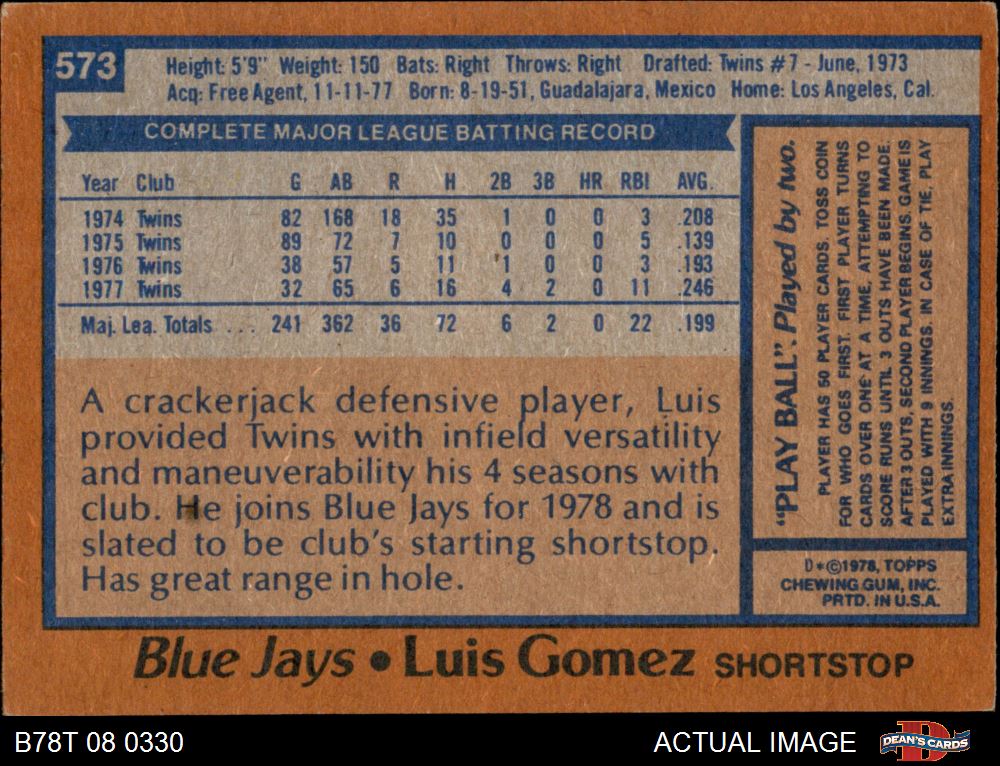 573
Height: 5'9" Weight: 150 Bats: Right Throws: Right Drafted: Twins #7 - June, 1973
Acq: Free Agent, 11-11-77 Born: 8-19-51, Guadalajara, Mexico Home: Los Angeles, Cal.
COMPLETE MAJOR LEAGUE BATTING RECORD
Year Club G AB R H 2B 3B HR RBI AVG.
1974 Twins 82 168 18 35 1 0 0 3 .208
1975 Twins 89 72 7 10 0 0 0 5 .139
1976 Twins 38 57 5 11 1 0 0 3 .193
1977 Twins 32 65 6 16 4 2 0 11 .246
Maj. Lea. Totals . . . 241 362 36 72 6 2 0 22 .199
A crackerjack defensive player, Luis
provided Twins with infield versatility
and maneuverability his 4 seasons with
club. He joins Blue Jays for 1978 and is
slated to be club's starting shortstop.
Has great range in hole.
"PLAY BALL". Played by two.
PLAYER HAS 50 PLAYER CARDS. TOSS COIN
FOR WHO GOES FIRST. FIRST PLAYER TURNS
CARDS OVER ONE AT A TIME, ATTEMPTING TO
SCORE RUNS UNTIL 3 OUTS HAVE BEEN MADE.
AFTER 3 OUTS, SECOND PLAYER BEGINS. GAME IS
PLAYED WITH 9 INNINGS. IN CASE OF TIE, PLAY
EXTRA INNINGS.
D*©1978, TOPPS
CHEWING GUM, INC.
PRTD. IN U.S.A.
Blue Jays • Luis Gomez SHORTSTOP
B78T 08 0330
ACTUAL IMAGE
D
DEAN'S CARDS